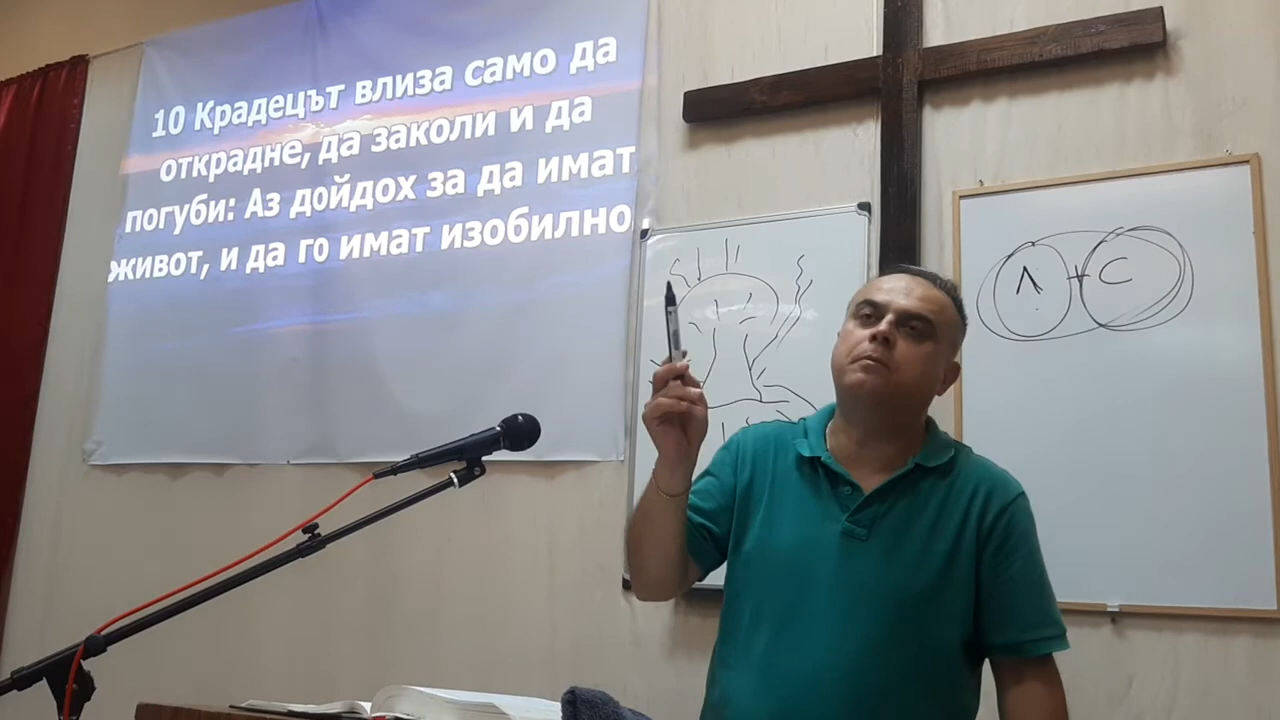 10 Крадецът влиза само да
открадне, да заколи и да
погуби: Аз дойдох за да имат
живот, и да го имат изобилно.
Л + С